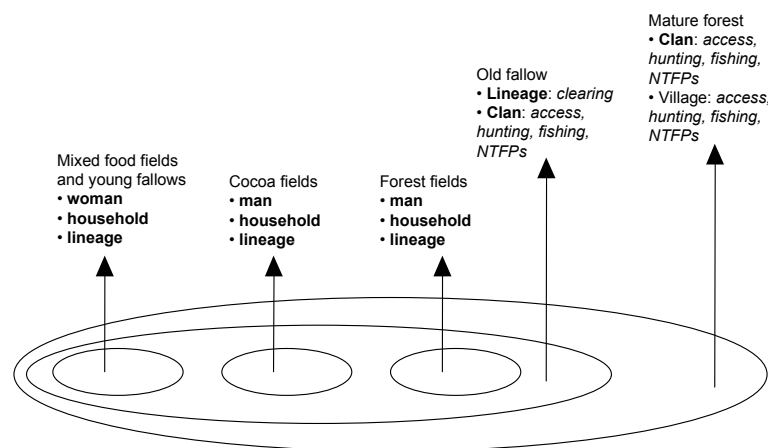 Mature forest
• Clan: access,
hunting, fishing,
NTFPs
• Village: access,
hunting, fishing,
NTFPs
Old fallow
• Lineage: clearing
• Clan: access,
hunting, fishing,
NTFPs
Mixed food fields
and young fallows
• woman
• household
• lineage
Cocoa fields
• man
• household
• lineage
Forest fields
• man
• household
• lineage